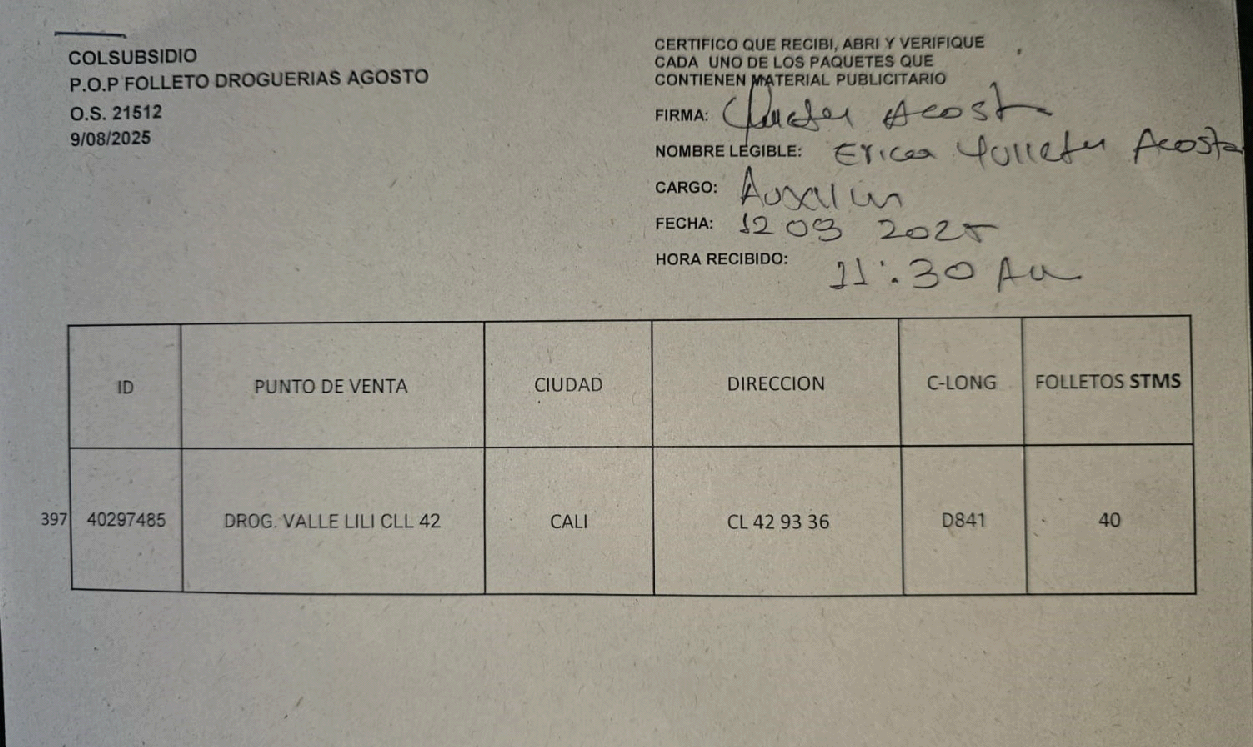 COLSUBSIDIO
P.O.P FOLLETO DROGUERIAS AGOSTO
O.S. 21512
9/08/2025
CERTIFICO QUE RECIBI, ABRI Y VERIFIQUE
CADA UNO DE LOS PAQUETES QUE
CONTIENEN MATERIAL PUBLICITARIO
FIRMA: Acosta
NOMBRE LEGIBLE: Erica Acosta
CARGO:
FECHA: 12 09 2025
HORA RECIBIDO: 11:30 Am
ID PUNTO DE VENTA CIUDAD DIRECCION C-LONG FOLLETOS STMS
397 40297485 DROG. VALLE LILI CLL 42 CALI CL 42 93 36 D841 40